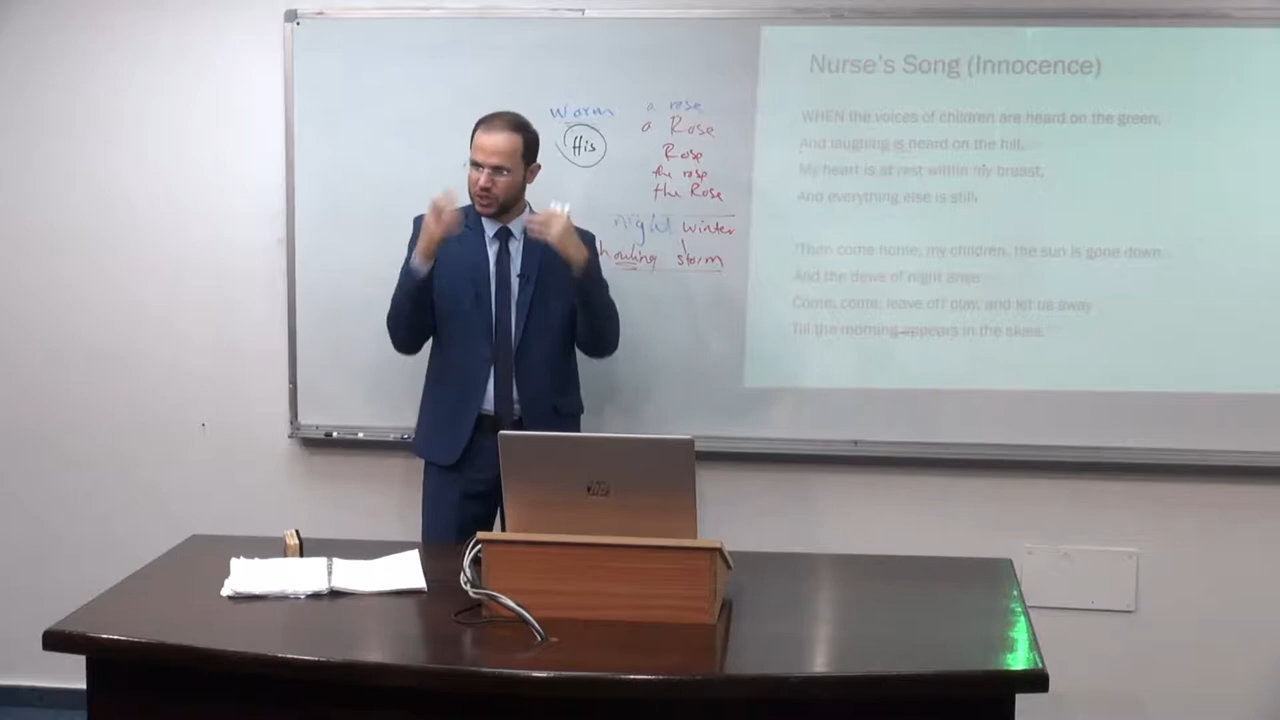 Worm
His
a rose
a Rose
Rose
the rose
the Rose
night winter
howling storm
Nurse's Song (Innocence)
WHEN the voices of children are heard on the green,
And laughing is heard on the hill,
My heart is at rest within my breast,
And everything else is still.
'Then come home, my children, the sun is gone down,
And the dews of night arise;
Come, come, leave off play, and let us away
Till the morning appears in the skies.'
hp